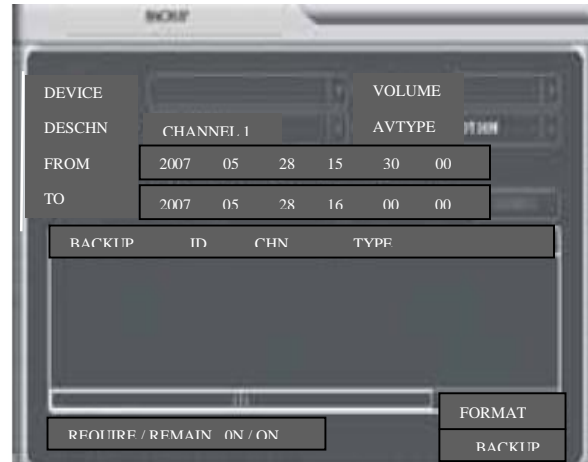 BACKUP
DEVICE VOLUME
DESCHN CHANNEL 1 AVTYPE
FROM 2007 05 28 15 30 00
TO 2007 05 28 16 00 00
BACKUP ID CHN TYPE
FORMAT
REQUIRE / REMAIN 0N / ON
BACKUP